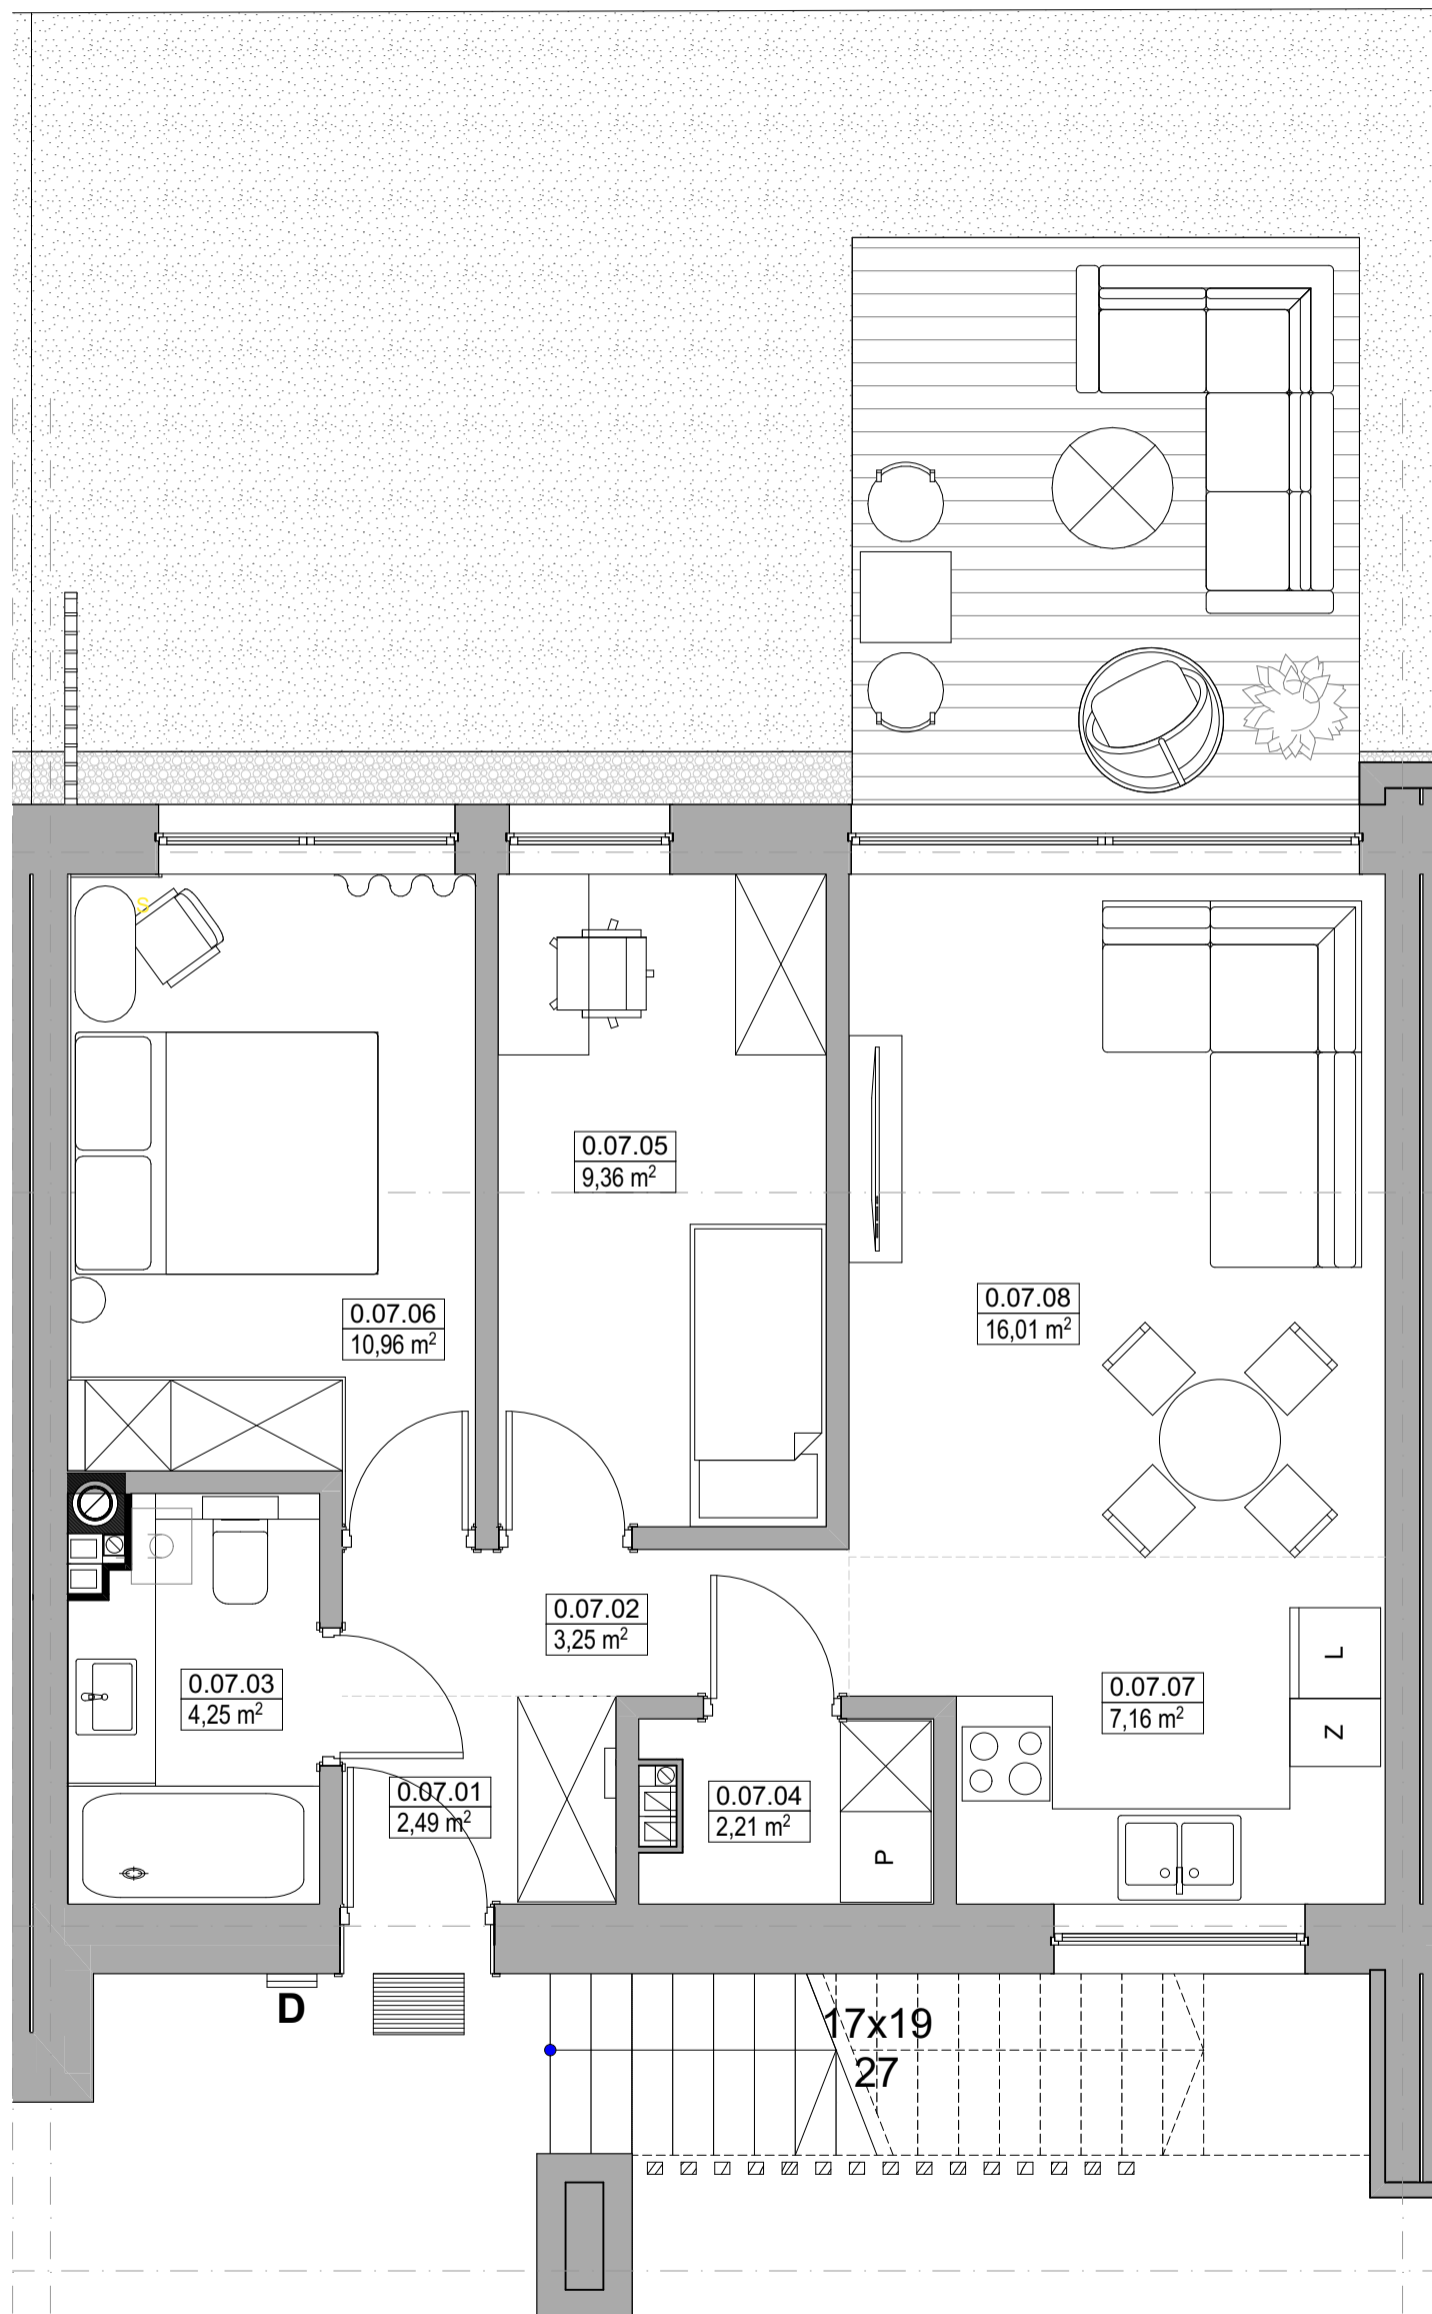 S
0.07.05
9,36 m²
0.07.06
10,96 m²
0.07.08
16,01 m²
0.07.02
3,25 m²
0.07.03
4,25 m²
0.07.07
7,16 m²
L
Z
0.07.01
2,49 m²
0.07.04
2,21 m²
P
D
17x19
27